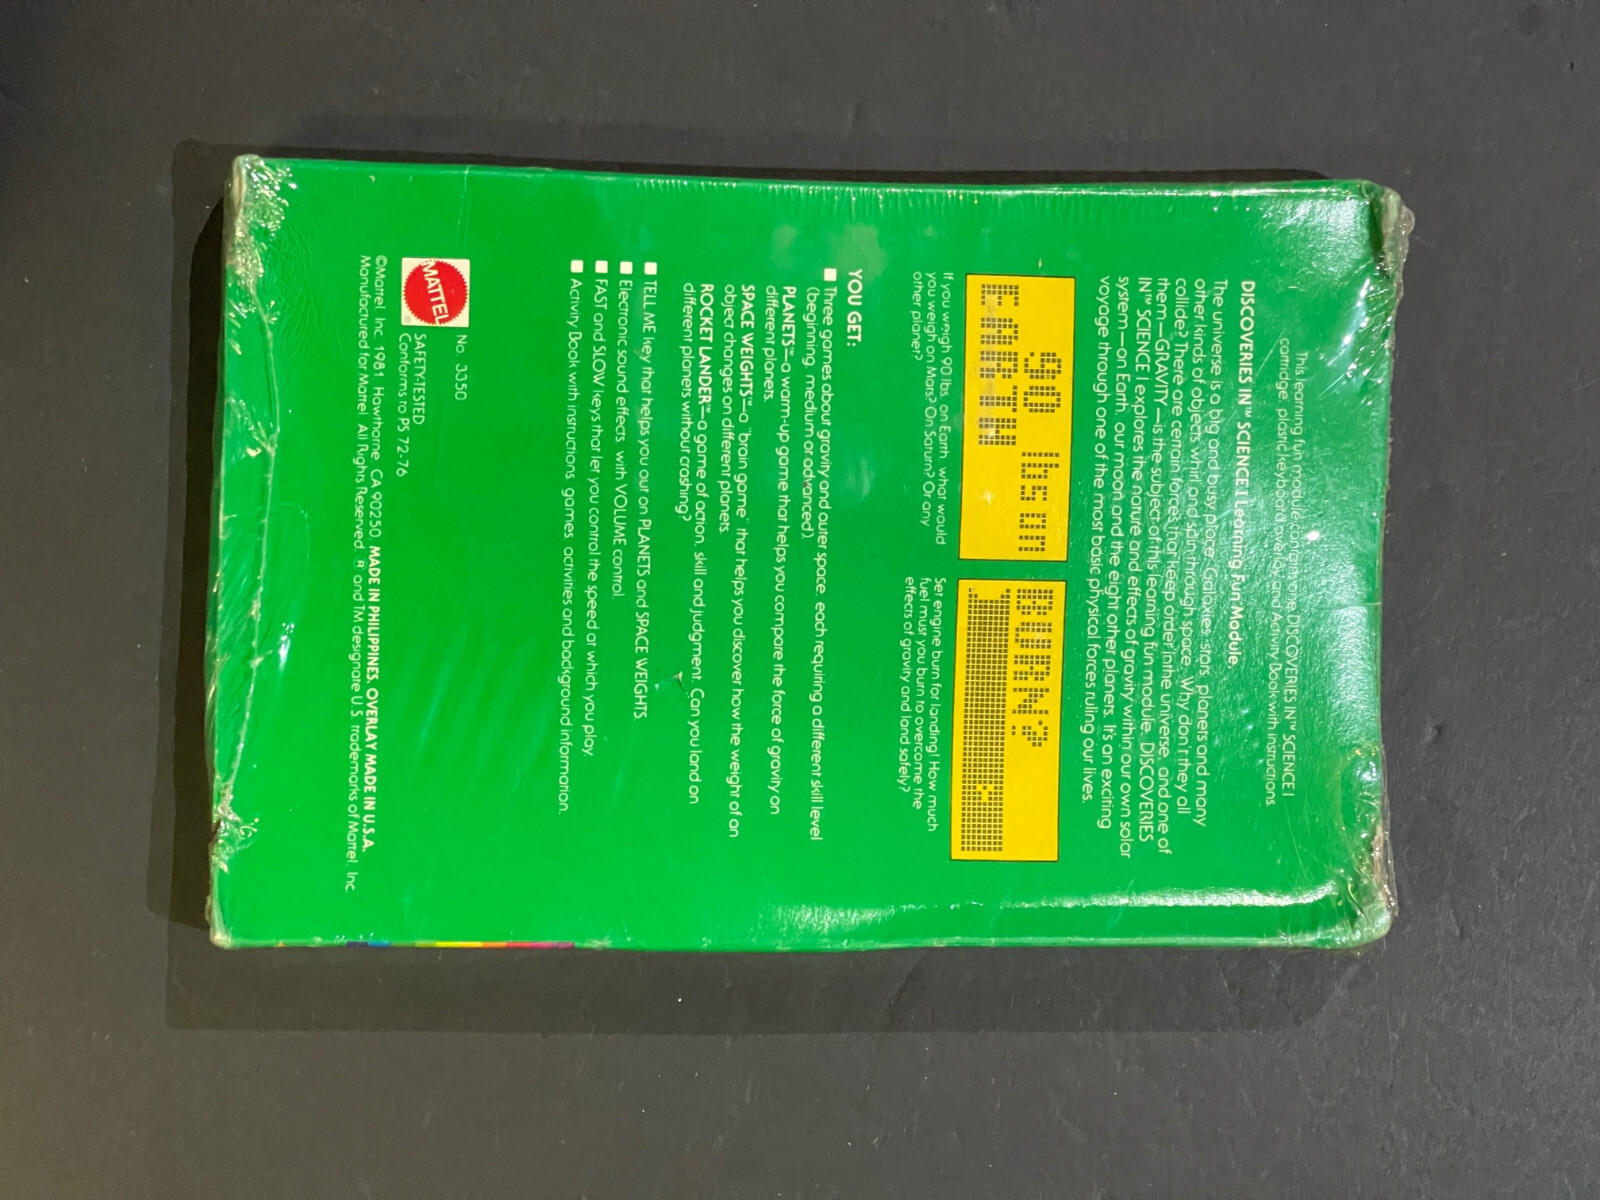 This learning fun module contains one DISCOVERIES IN™ SCIENCE I
cartridge, plastic keyboard overlay, and Activity Book with instructions.
DISCOVERIES IN™ SCIENCE I Learning Fun Module
The universe is a big and busy place. Galaxies, stars, planets and many
other kinds of objects whirl and spin through space. Why don't they all
collide? There are certain forces that keep order in the universe, and one of
them—GRAVITY—is the subject of this learning fun module. DISCOVERIES
IN™ SCIENCE I explores the nature and effects of gravity within our own solar
system—on Earth, our moon and the eight other planets. It's an exciting
voyage through one of the most basic physical forces ruling our lives.
90 lbs on
EARTH
If you weigh 90 lbs. on Earth, what would
you weigh on Mars? On Saturn? Or any
other planet?
BURN?
Set engine burn for landing! How much
fuel must you burn to overcome the
effects of gravity and land safely?
YOU GET:
■ Three games about gravity and outer space, each requiring a different skill level
(beginning, medium or advanced).
PLANETS™—a warm-up game that helps you compare the force of gravity on
different planets.
SPACE WEIGHTS™—a "brain game" that helps you discover how the weight of an
object changes on different planets.
ROCKET LANDER™—a game of action, skill and judgment. Can you land on
different planets without crashing?
■ TELL ME key that helps you out on PLANETS and SPACE WEIGHTS.
■ Electronic sound effects, with VOLUME control.
■ FAST and SLOW keys that let you control the speed at which you play.
■ Activity Book with instructions, games, activities and background information.
MATTEL
No. 3350
SAFETY-TESTED
Conforms to PS 72-76
©Mattel, Inc. 1981 Hawthorne, CA 90250. MADE IN PHILIPPINES. OVERLAY MADE IN U.S.A.
Manufactured for Mattel. All Rights Reserved. ® and TM designate U.S. trademarks of Mattel, Inc.